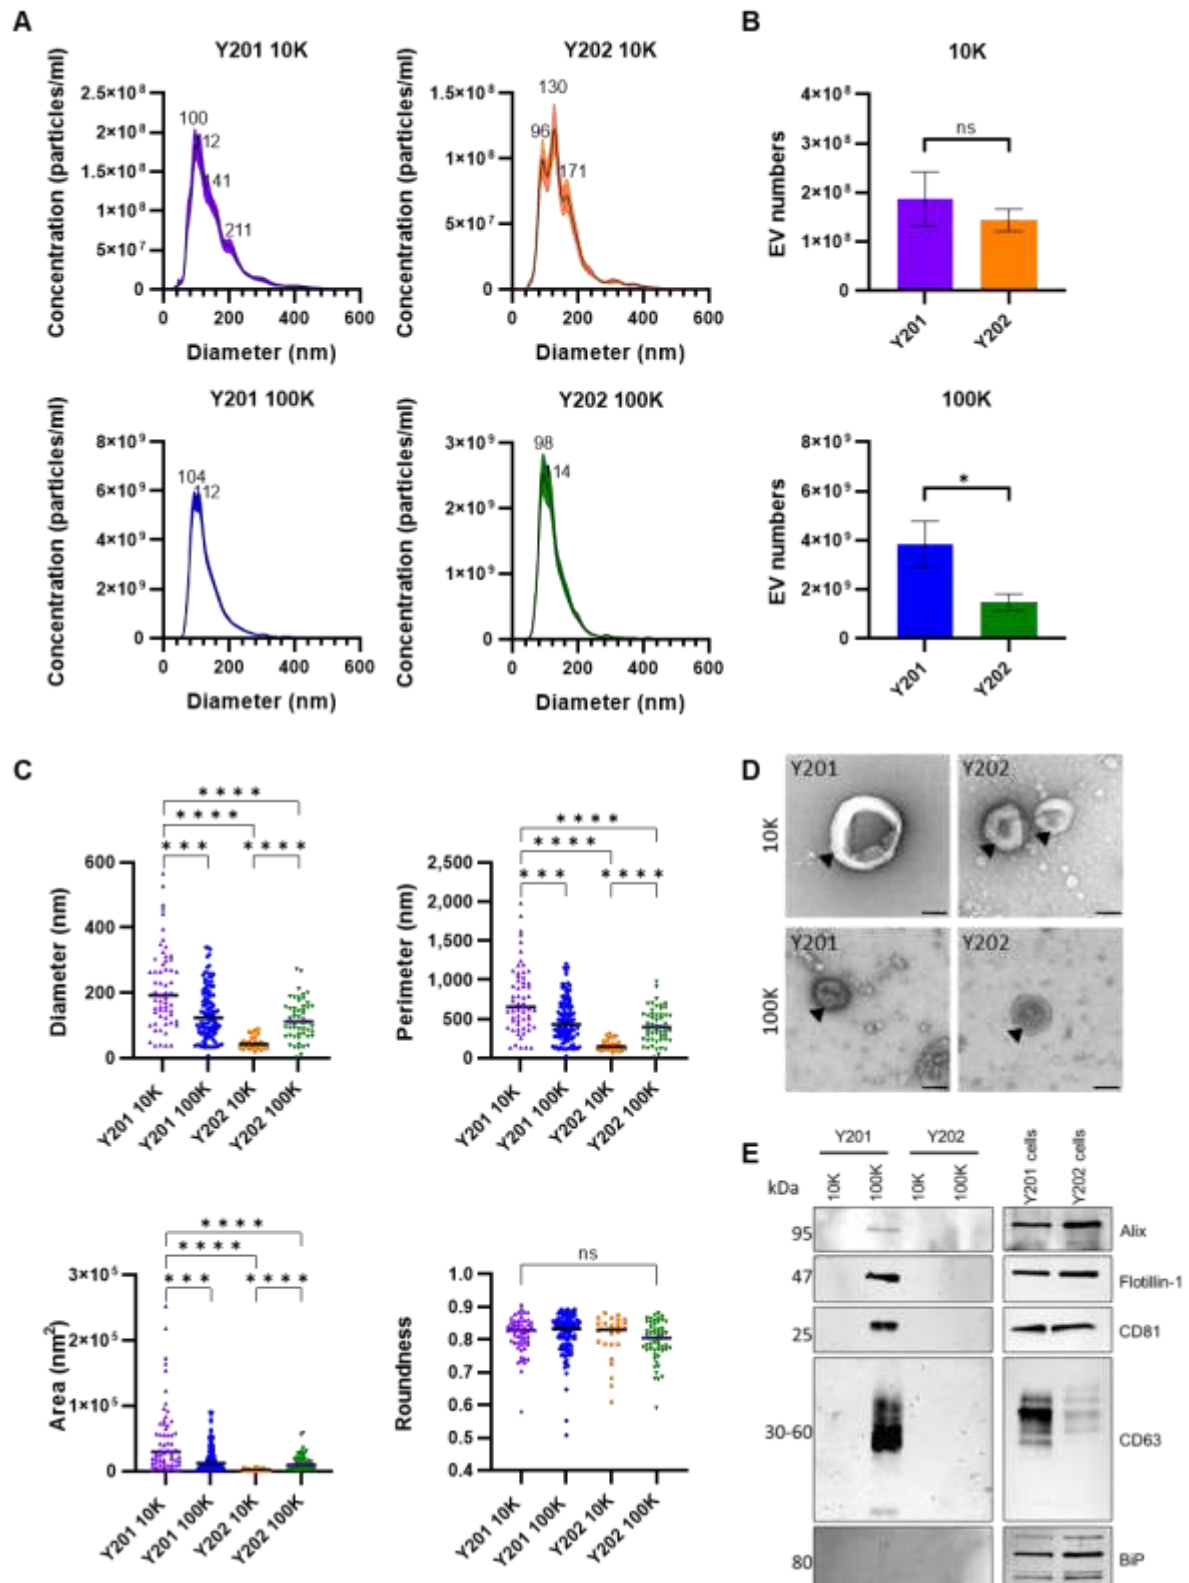 A
Y201 10K
Concentration (particles/ml)
2.5×10⁸
2×10⁸
1.5×10⁸
1×10⁸
5×10⁷
0
100
12
141
211
0 200 400 600
Diameter (nm)
Y202 10K
Concentration (particles/ml)
1.5×10⁸
1×10⁸
5×10⁷
0
130
96
171
0 200 400 600
Diameter (nm)
B
10K
EV numbers
4×10⁸
3×10⁸
2×10⁸
1×10⁸
0
ns
Y201 Y202
Y201 100K
Concentration (particles/ml)
8×10⁹
6×10⁹
4×10⁹
2×10⁹
0
104
112
0 200 400 600
Diameter (nm)
Y202 100K
Concentration (particles/ml)
3×10⁹
2×10⁹
1×10⁹
0
98
14
0 200 400 600
Diameter (nm)
100K
EV numbers
8×10⁹
6×10⁹
4×10⁹
2×10⁹
0
*
Y201 Y202
C
Diameter (nm)
600
400
200
0
* * * *
* * * *
* * * * * * *
Y201 10K Y201 100K Y202 10K Y202 100K
Perimeter (nm)
2,500
2,000
1,500
1,000
500
0
* * * *
* * * *
* * * * * * *
Y201 10K Y201 100K Y202 10K Y202 100K
Area (nm²)
3×10⁵
2×10⁵
1×10⁵
0
* * * *
* * * *
* * * * * * *
Y201 10K Y201 100K Y202 10K Y202 100K
Roundness
1.0
0.9
0.8
0.7
0.6
0.5
0.4
ns
Y201 10K Y201 100K Y202 10K Y202 100K
D
10K
Y201 Y202
100K
Y201 Y202
E
Y201 Y202
kDa
10K 100K 10K 100K Y201 cells Y202 cells
95 Alix
47 Flotillin-1
25 CD81
30-60 CD63
80 BiP